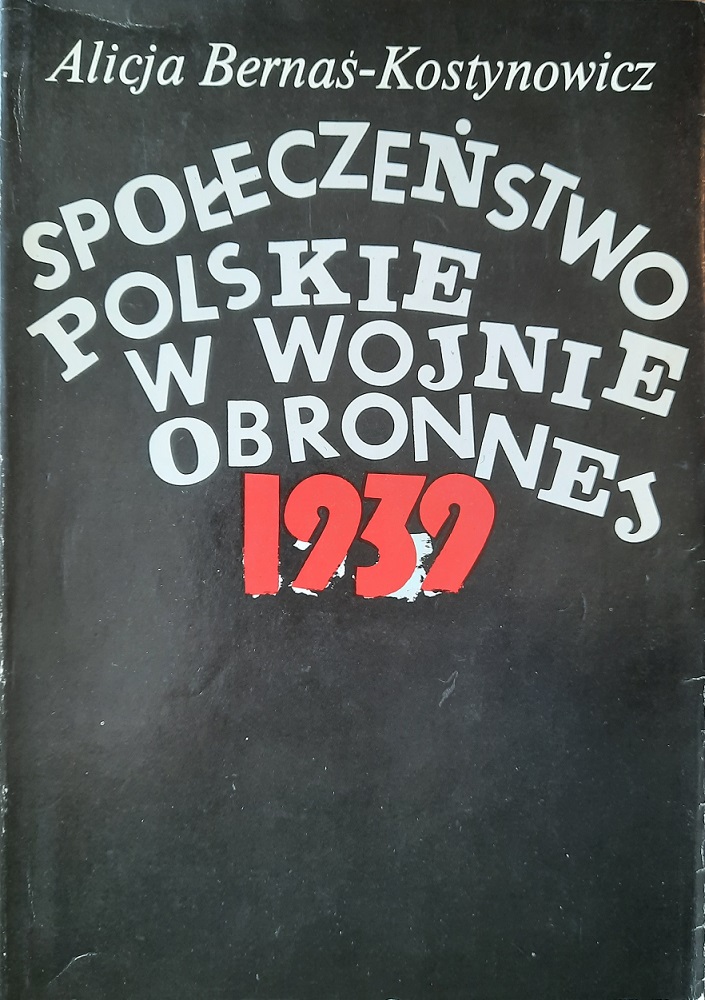 Alicja Bernaś-Kostynowicz
SPOŁECZEŃSTWO
POLSKIE
W WOJNIE
OBRONNEJ
1939